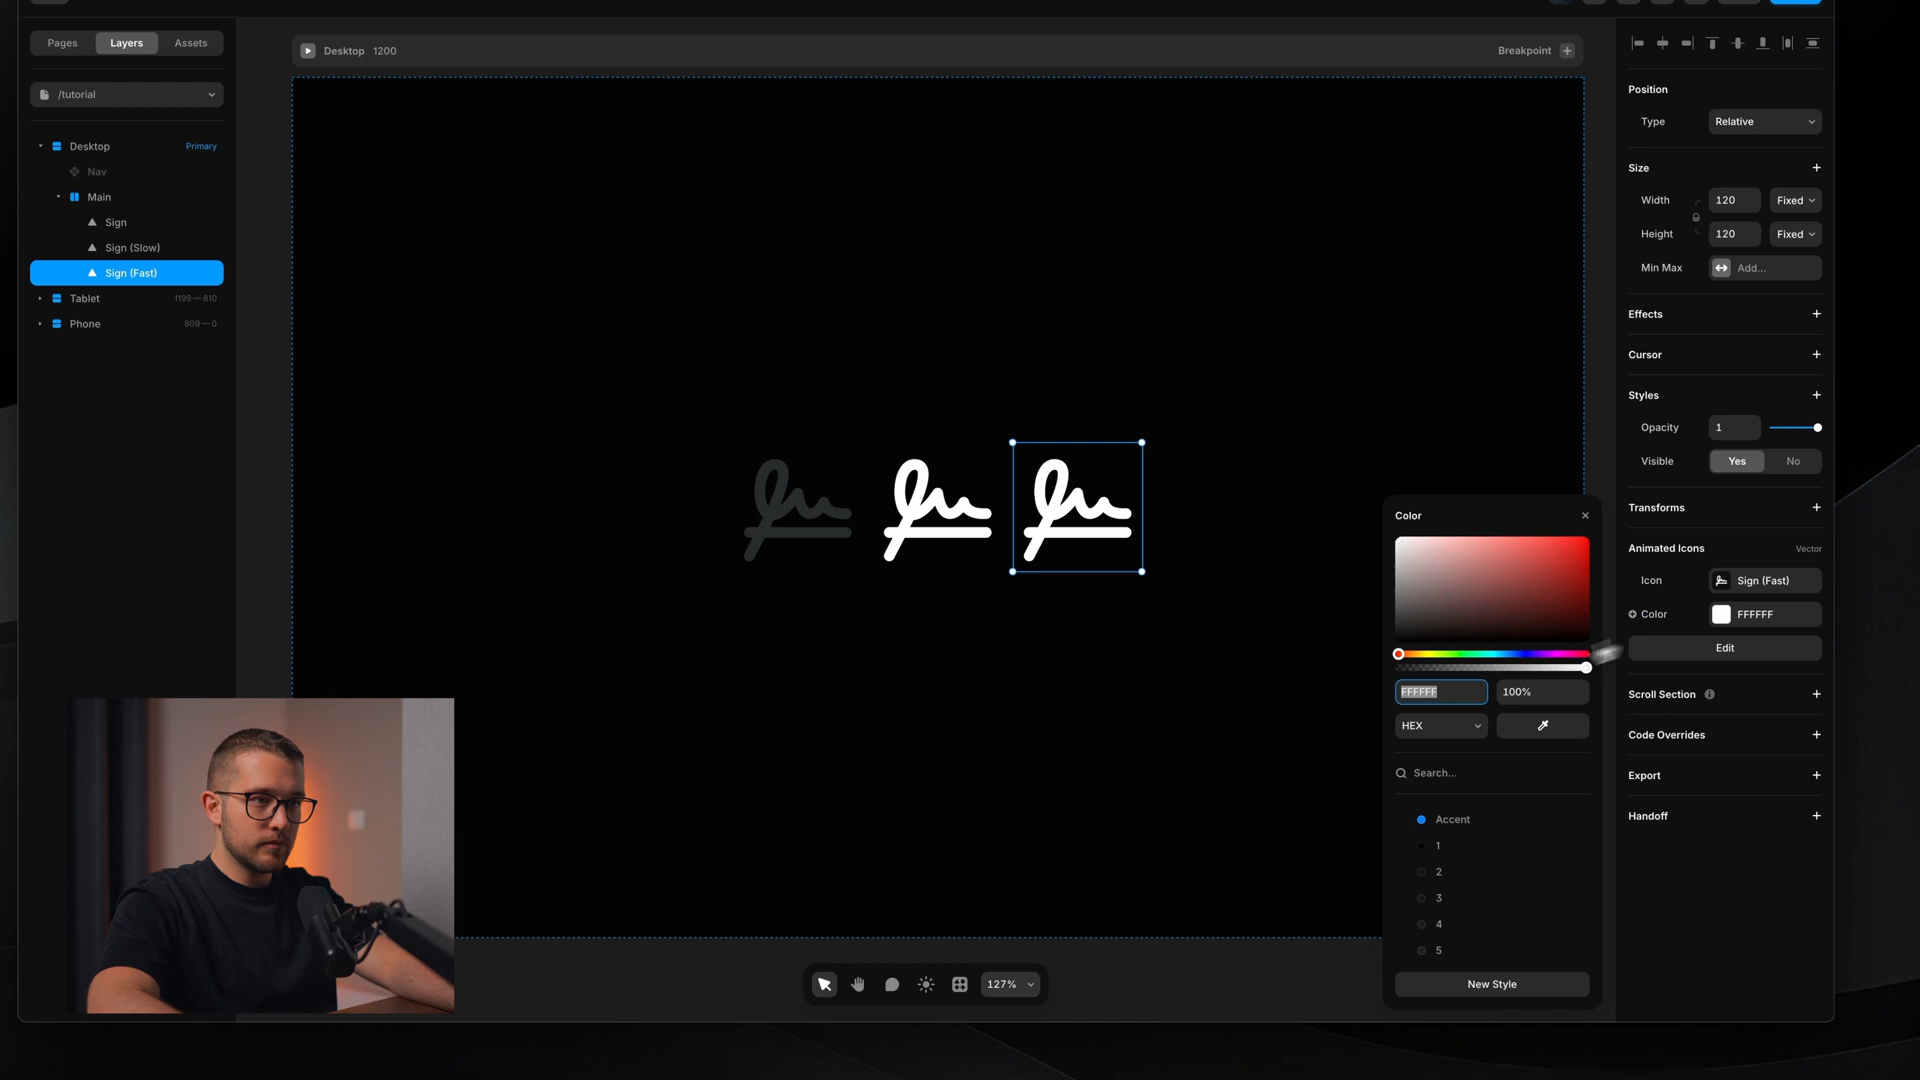 Pages Layers Assets
/tutorial
Desktop Primary
Nav
Main
Sign
Sign (Slow)
Sign (Fast)
Tablet 1199 — 810
Phone 809 — 0
Desktop 1200
Breakpoint
127%
Color
FFFFFF 100%
HEX
Search...
Accent
1
2
3
4
5
New Style
Position
Type Relative
Size
Width 120 Fixed
Height 120 Fixed
Min Max Add...
Effects
Cursor
Styles
Opacity 1
Visible Yes No
Transforms
Animated Icons Vector
Icon Sign (Fast)
Color FFFFFF
Edit
Scroll Section
Code Overrides
Export
Handoff